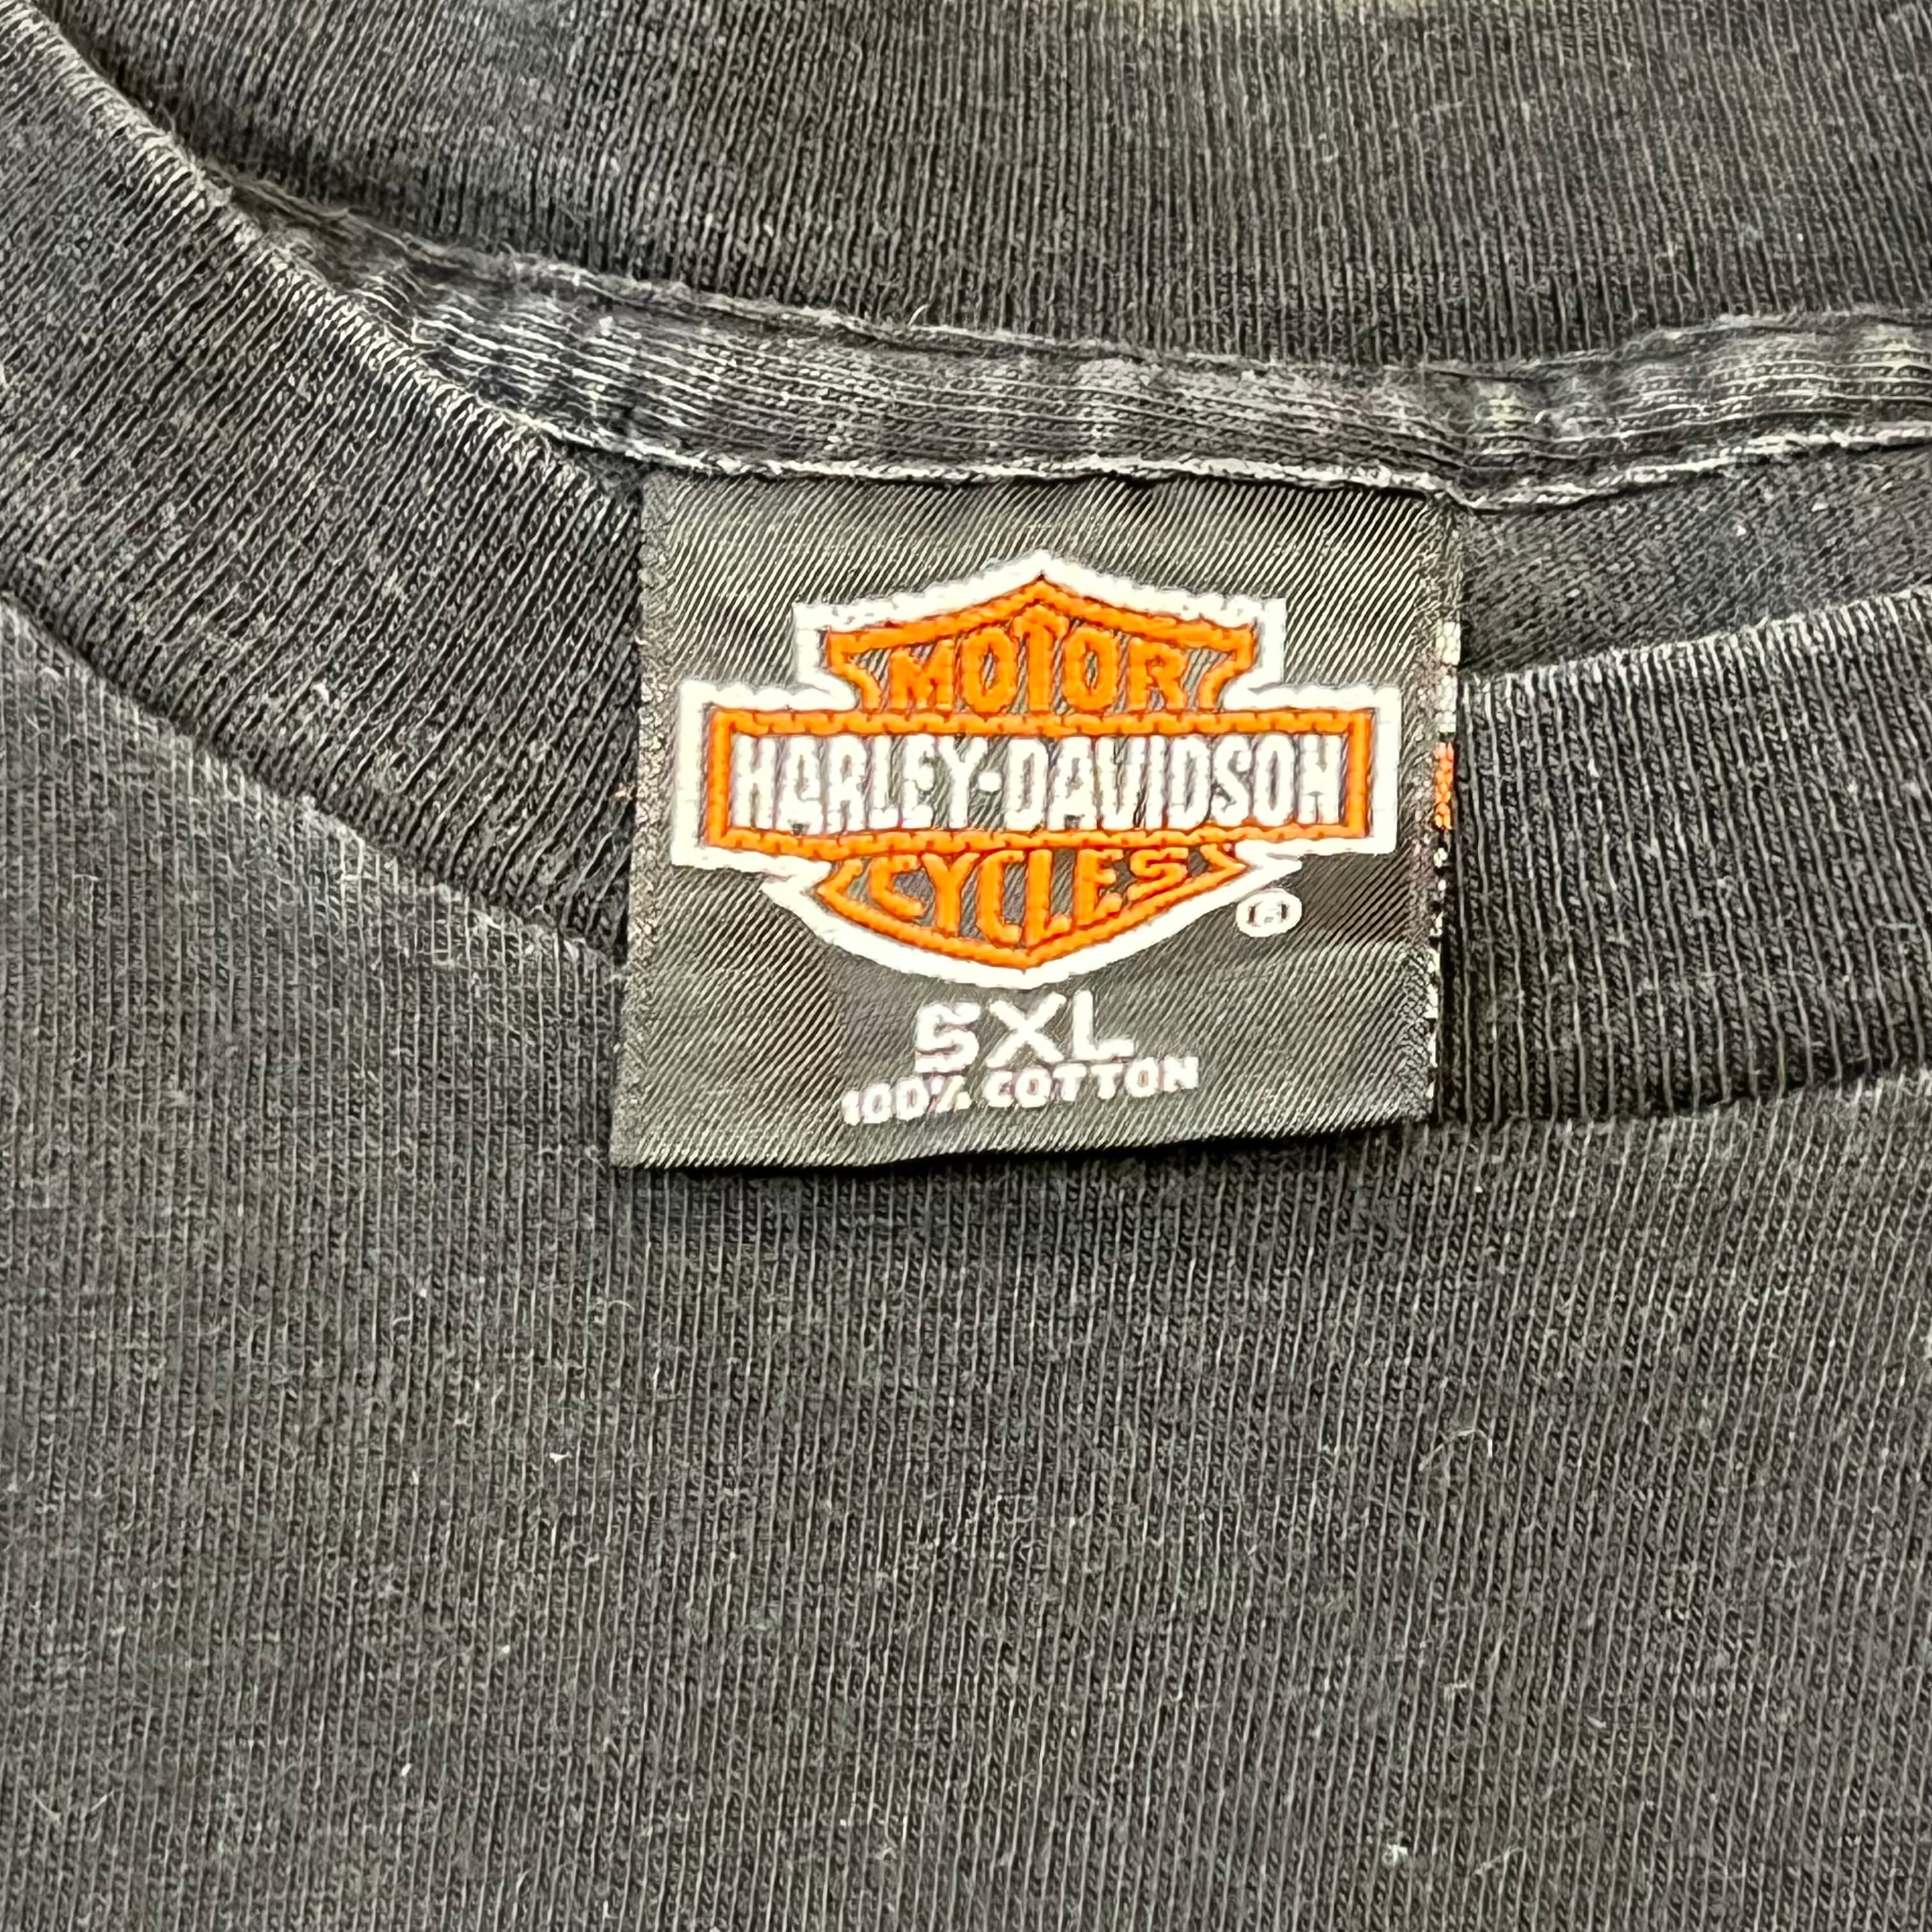 MOTOR
HARLEY-DAVIDSON
CYCLES
®
5XL
100% COTTON